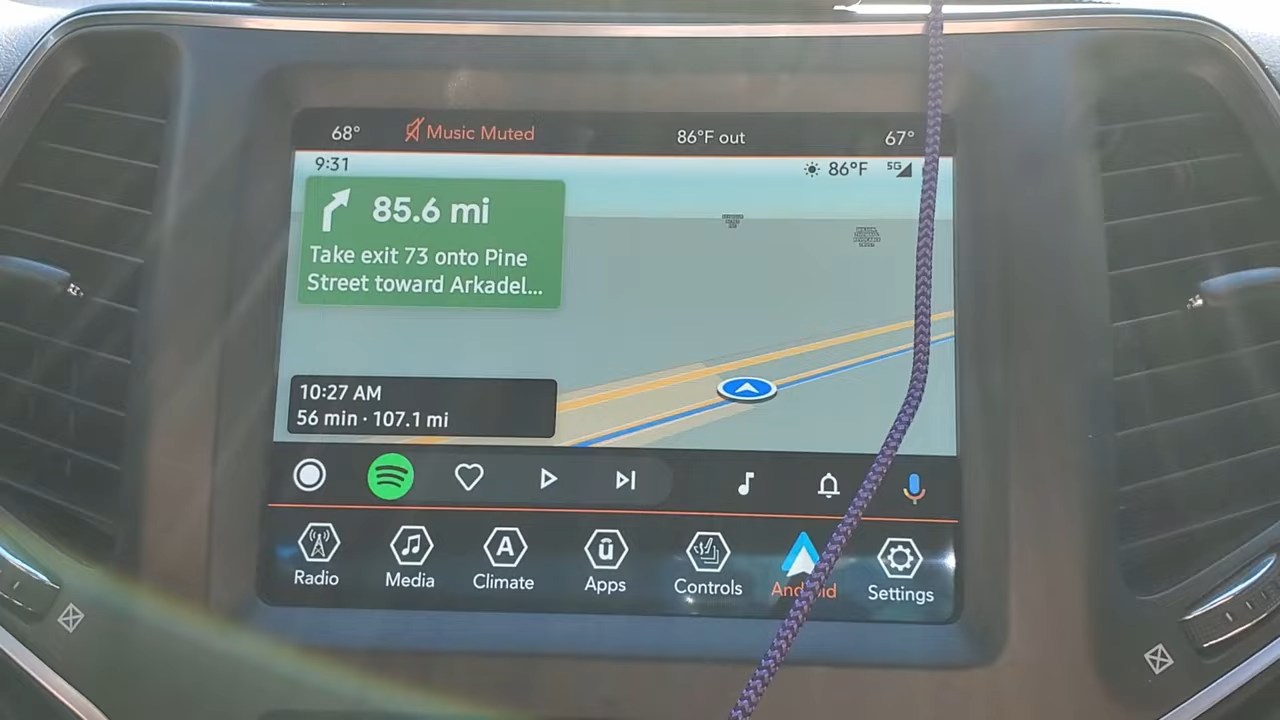 68° Music Muted 86°F out 67°
9:31 86°F 5G
85.6 mi
Take exit 73 onto Pine
Street toward Arkadel...
10:27 AM
56 min · 107.1 mi
A û
Radio Media Climate Apps Controls Android Settings